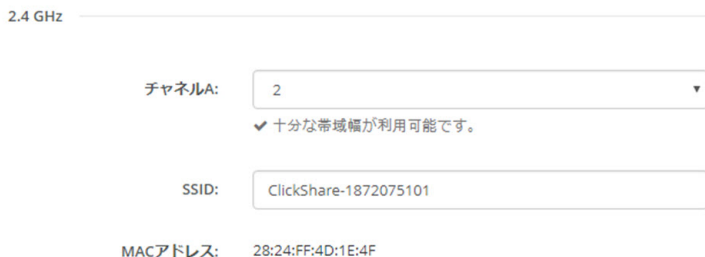 2.4 GHz
チャネルA: 2
十分な帯域幅が利用可能です。
SSID: ClickShare-1872075101
MACアドレス: 28:24:FF:4D:1E:4F